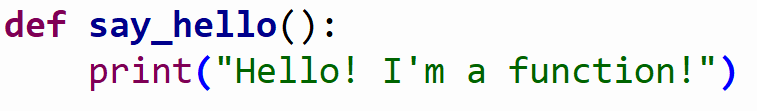 def say_hello():
    print("Hello! I'm a function!")